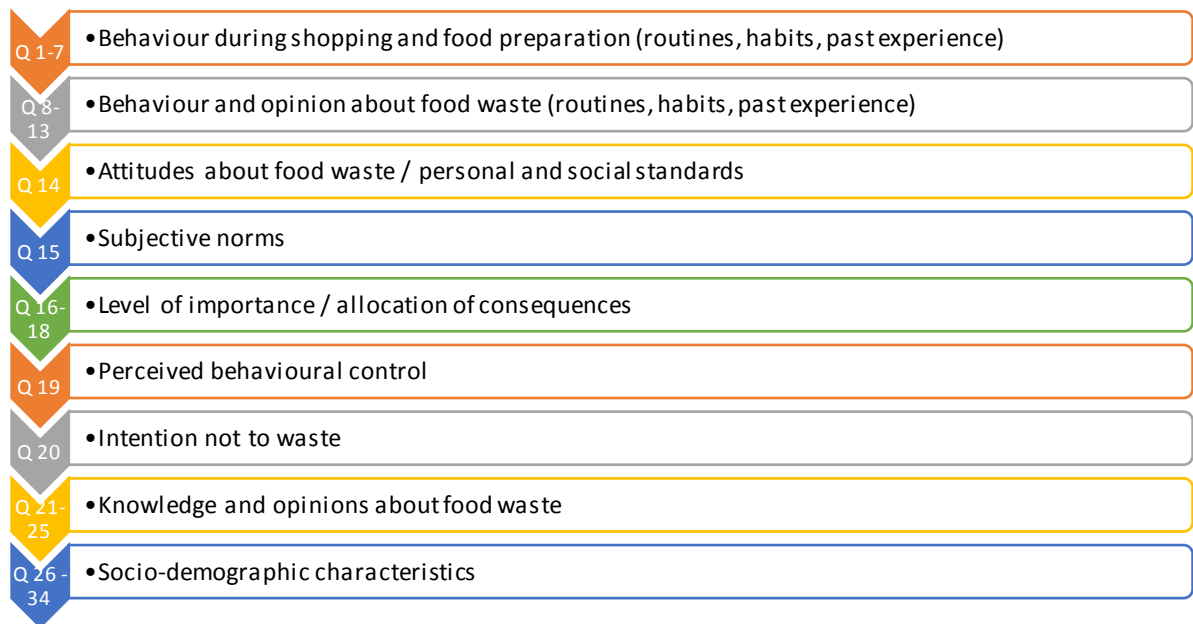 Q 1-7
•Behaviour during shopping and food preparation (routines, habits, past experience)
Q 8-
13
•Behaviour and opinion about food waste (routines, habits, past experience)
Q 14
•Attitudes about food waste / personal and social standards
Q 15
•Subjective norms
Q 16-
18
•Level of importance / allocation of consequences
Q 19
•Perceived behavioural control
Q 20
•Intention not to waste
Q 21-
25
•Knowledge and opinions about food waste
Q 26 -
34
•Socio-demographic characteristics